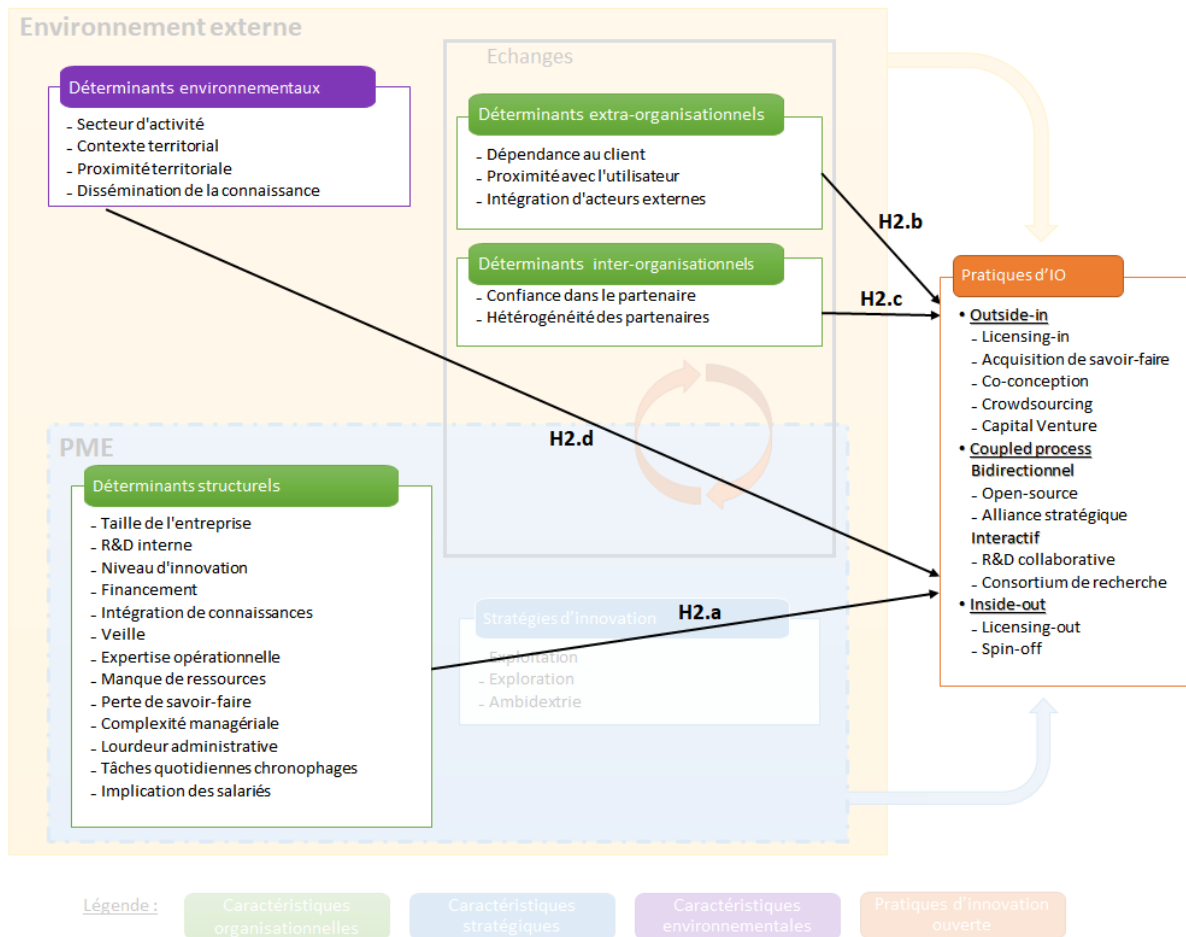 Environnement externe
Echanges
Déterminants environnementaux
- Secteur d'activité
- Contexte territorial
- Proximité territoriale
- Dissémination de la connaissance
Déterminants extra-organisationnels
- Dépendance au client
- Proximité avec l'utilisateur
- Intégration d'acteurs externes
H2.b
Déterminants inter-organisationnels
- Confiance dans le partenaire
- Hétérogénéité des partenaires
H2.c
Pratiques d'IO
• Outside-in
- Licensing-in
- Acquisition de savoir-faire
- Co-conception
- Crowdsourcing
- Capital Venture
• Coupled process
Bidirectionnel
- Open-source
- Alliance stratégique
Interactif
- R&D collaborative
- Consortium de recherche
• Inside-out
- Licensing-out
- Spin-off
H2.d
PME
Déterminants structurels
- Taille de l'entreprise
- R&D interne
- Niveau d'innovation
- Financement
- Intégration de connaissances
- Veille
- Expertise opérationnelle
- Manque de ressources
- Perte de savoir-faire
- Complexité managériale
- Lourdeur administrative
- Tâches quotidiennes chronophages
- Implication des salariés
H2.a
Stratégies d'innovation
- Exploitation
- Exploration
- Ambidextrie
Légende :
Caractéristiques
organisationnelles
Caractéristiques
stratégiques
Caractéristiques
environnementales
Pratiques d'innovation
ouverte